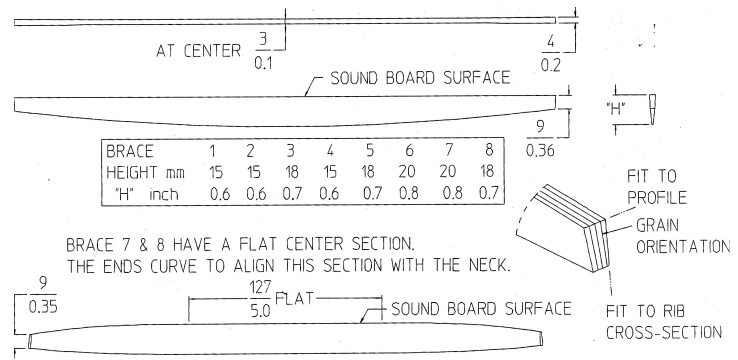 AT CENTER 3
0.1
4
0.2
SOUND BOARD SURFACE
"H"
9
0.36
BRACE 1 2 3 4 5 6 7 8
HEIGHT mm 15 15 18 15 18 20 20 18
"H" inch 0.6 0.6 0.7 0.6 0.7 0.8 0.8 0.7
FIT TO
PROFILE
GRAIN
ORIENTATION
BRACE 7 & 8 HAVE A FLAT CENTER SECTION.
THE ENDS CURVE TO ALIGN THIS SECTION WITH THE NECK.
9
0.35
127
5.0
FLAT
SOUND BOARD SURFACE
FIT TO RIB
CROSS-SECTION